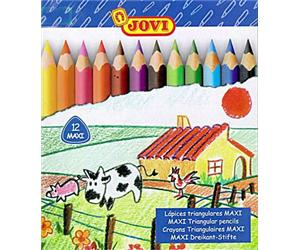 JOVI
12
MAXI
Lápices triangulares MAXI
MAXI Triangular pencils
Crayons Triangulaires MAXI
MAXI Dreikant-Stifte